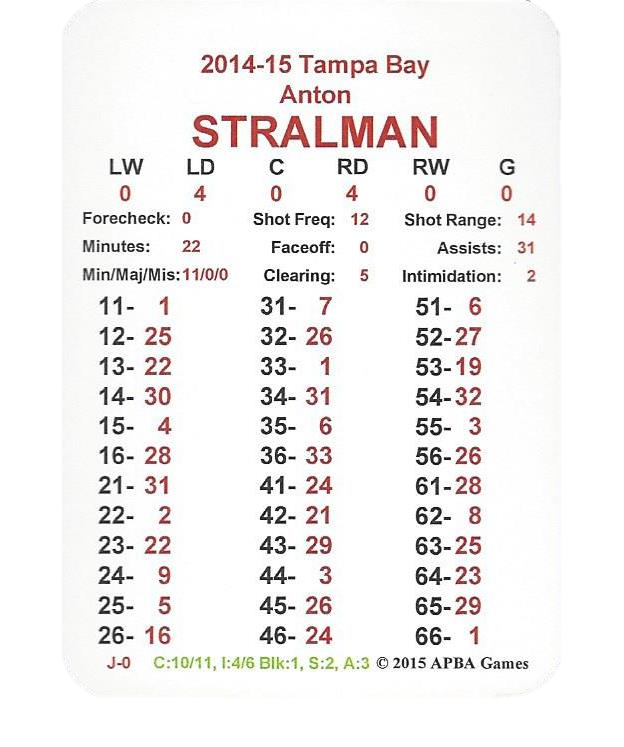 2014-15 Tampa Bay
Anton
STRALMAN
LW LD C RD RW G
0 4 0 4 0 0
Forecheck: 0 Shot Freq: 12 Shot Range: 14
Minutes: 22 Faceoff: 0 Assists: 31
Min/Maj/Mis:11/0/0 Clearing: 5 Intimidation: 2
11- 1 31- 7 51- 6
12- 25 32- 26 52- 27
13- 22 33- 1 53- 19
14- 30 34- 31 54- 32
15- 4 35- 6 55- 3
16- 28 36- 33 56- 26
21- 31 41- 24 61- 28
22- 2 42- 21 62- 8
23- 22 43- 29 63- 25
24- 9 44- 3 64- 23
25- 5 45- 26 65- 29
26- 16 46- 24 66- 1
J-0 C:10/11, I:4/6 Blk:1, S:2, A:3 © 2015 APBA Games